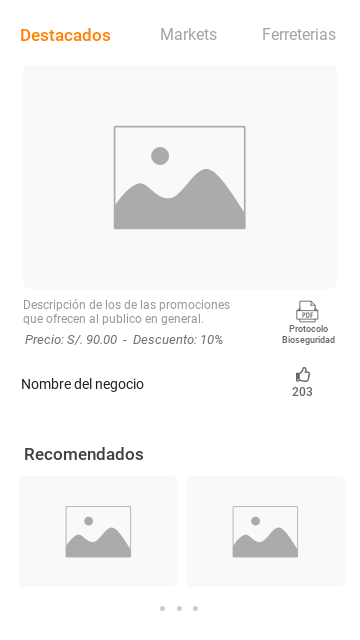 Destacados Markets Ferreterias
Descripción de los de las promociones
que ofrecen al publico en general.
Precio: S/. 90.00 - Descuento: 10%
PDF
Protocolo
Bioseguridad
Nombre del negocio
203
Recomendados